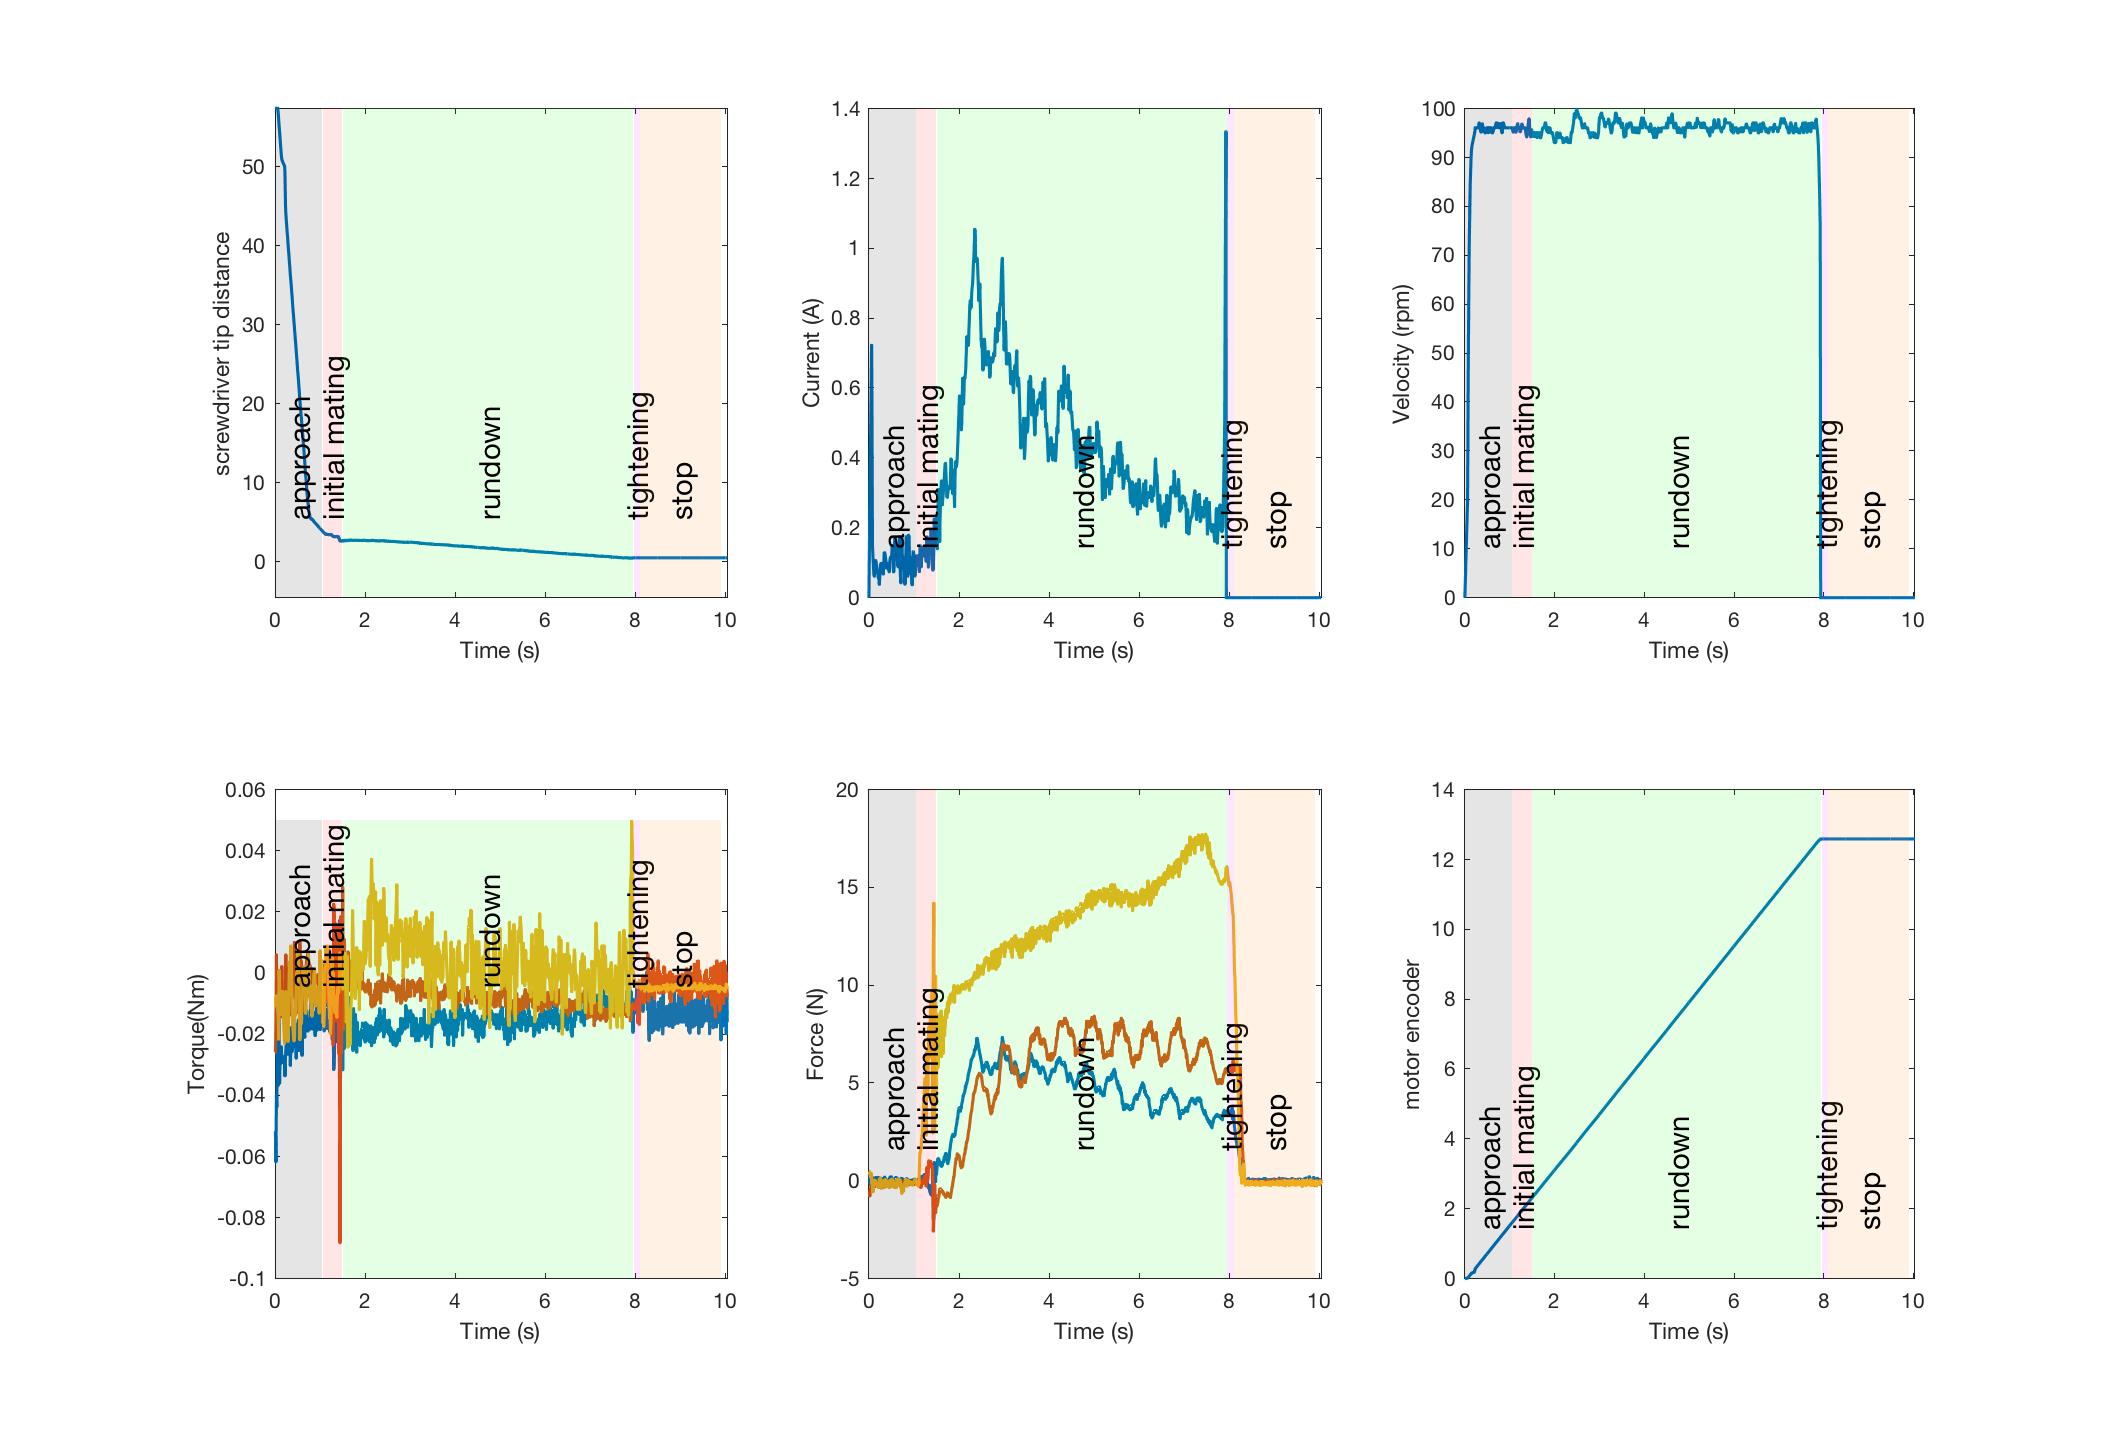 50
40
30
20
10
0
screwdriver tip distance
approach
initial mating
rundown
tightening
stop
0 2 4 6 8 10
Time (s)
1.4
1.2
1
0.8
0.6
0.4
0.2
0
Current (A)
approach
initial mating
rundown
tightening
stop
0 2 4 6 8 10
Time (s)
100
90
80
70
60
50
40
30
20
10
0
Velocity (rpm)
approach
initial mating
rundown
tightening
stop
0 2 4 6 8 10
Time (s)
0.06
0.04
0.02
0
-0.02
-0.04
-0.06
-0.08
-0.1
Torque(Nm)
approach
initial mating
rundown
tightening
stop
0 2 4 6 8 10
Time (s)
20
15
10
5
0
-5
Force (N)
approach
initial mating
rundown
tightening
stop
0 2 4 6 8 10
Time (s)
14
12
10
8
6
4
2
0
motor encoder
approach
initial mating
rundown
tightening
stop
0 2 4 6 8 10
Time (s)